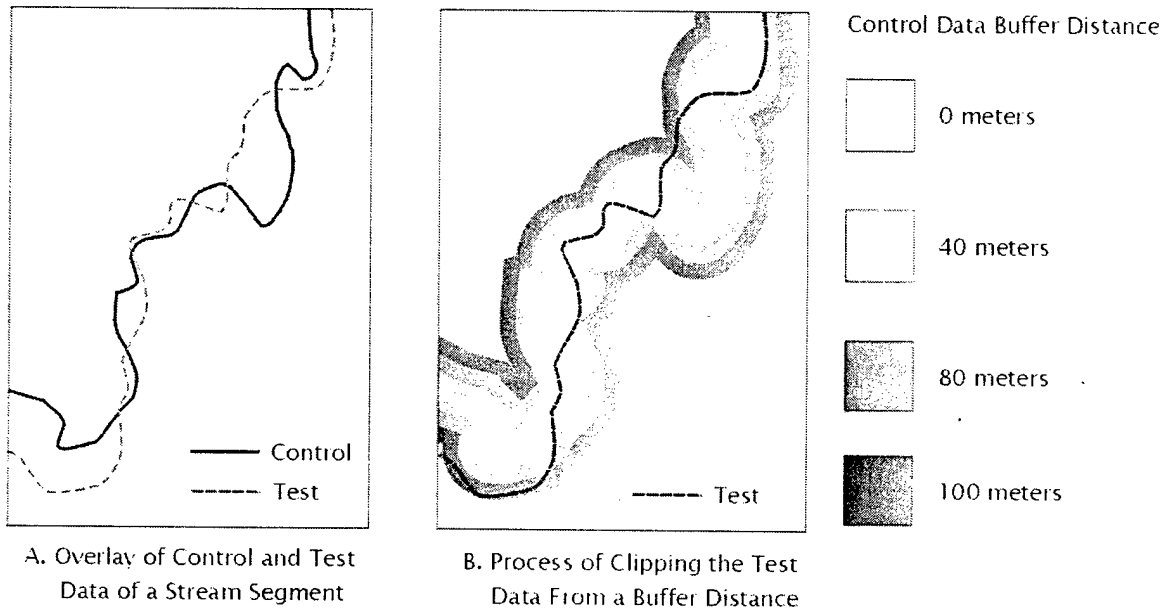 Control
Test
A. Overlay of Control and Test
Data of a Stream Segment
Test
B. Process of Clipping the Test
Data From a Buffer Distance
Control Data Buffer Distance
0 meters
40 meters
80 meters
100 meters